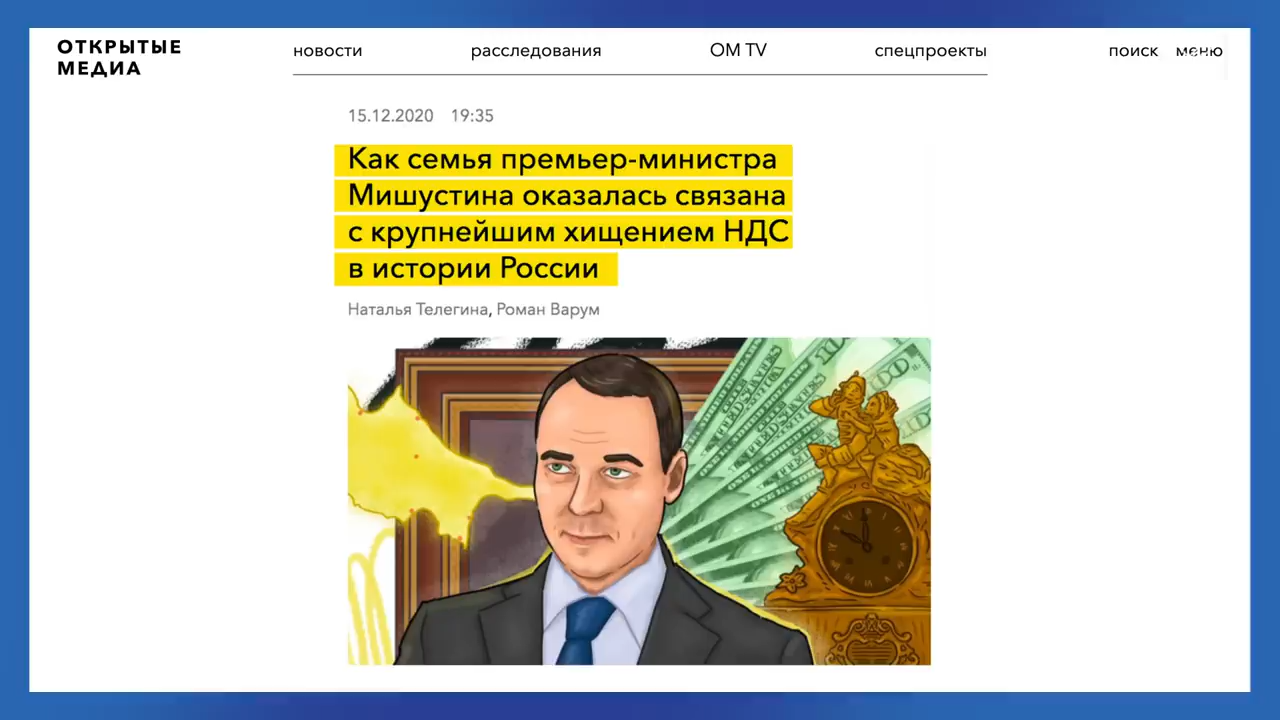 ОТКРЫТЫЕ
МЕДИА
новости
расследования
OM TV
спецпроекты
поиск
меню
15.12.2020 19:35
Как семья премьер-министра
Мишустина оказалась связана
с крупнейшим хищением НДС
в истории России
Наталья Телегина, Роман Варум